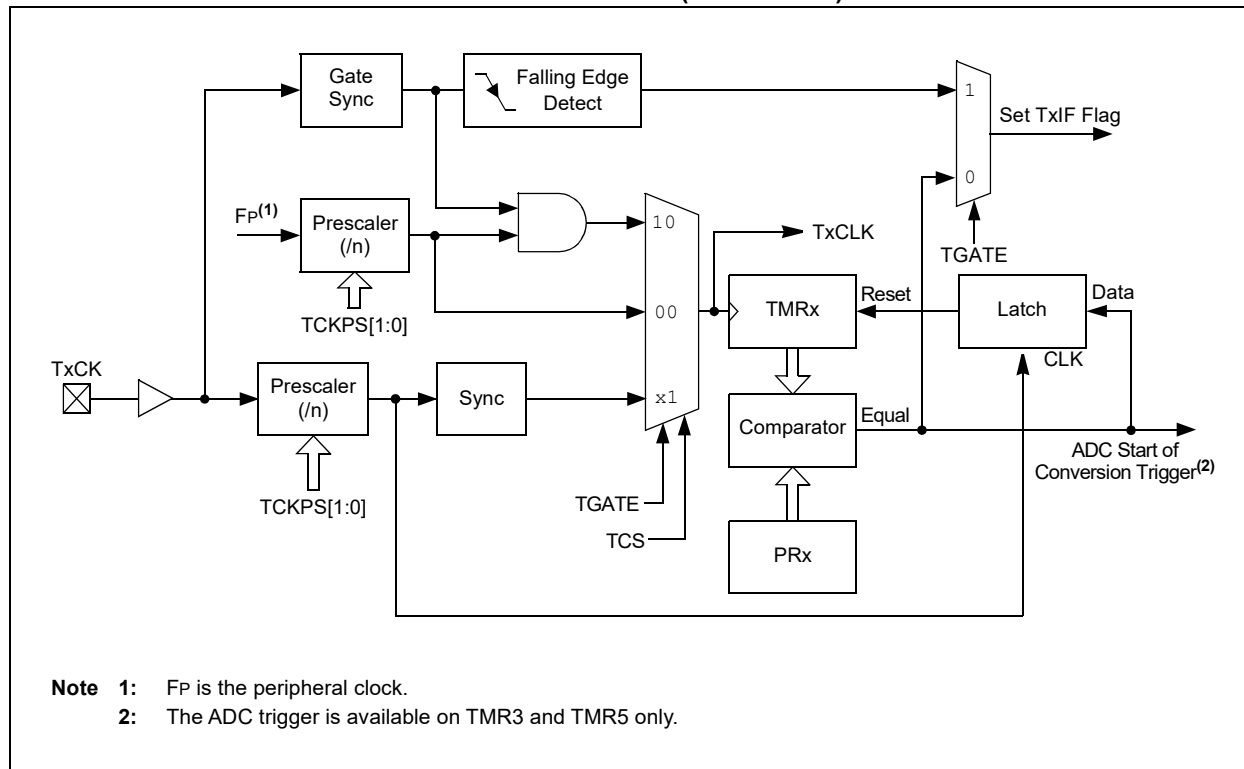 Gate
Sync
Falling Edge
Detect
1
Set TxIF Flag
0
TGATE
FP(1)
Prescaler
(/n)
TCKPS[1:0]
10
00
x1
TxCLK
TMRx
Reset
Latch
Data
CLK
TxCK
Prescaler
(/n)
TCKPS[1:0]
Sync
Comparator
Equal
ADC Start of
Conversion Trigger(2)
TGATE
TCS
PRx
Note 1: FP is the peripheral clock.
2: The ADC trigger is available on TMR3 and TMR5 only.